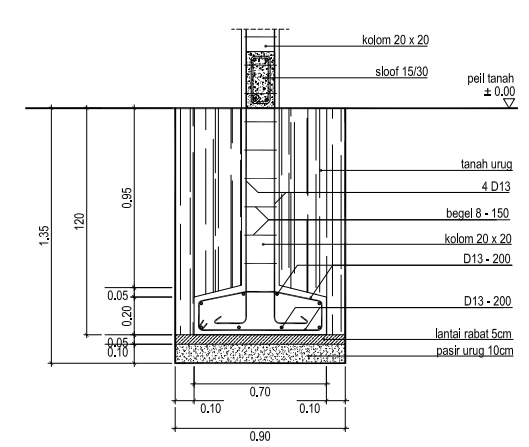 kolom 20 x 20
sloof 15/30
peil tanah
± 0.00
tanah urug
4 D13
begel 8 - 150
kolom 20 x 20
D13 - 200
D13 - 200
lantai rabat 5cm
pasir urug 10cm
1.35
120
0.95
0.05
0.20
0.05
0.10
0.70
0.10
0.10
0.90